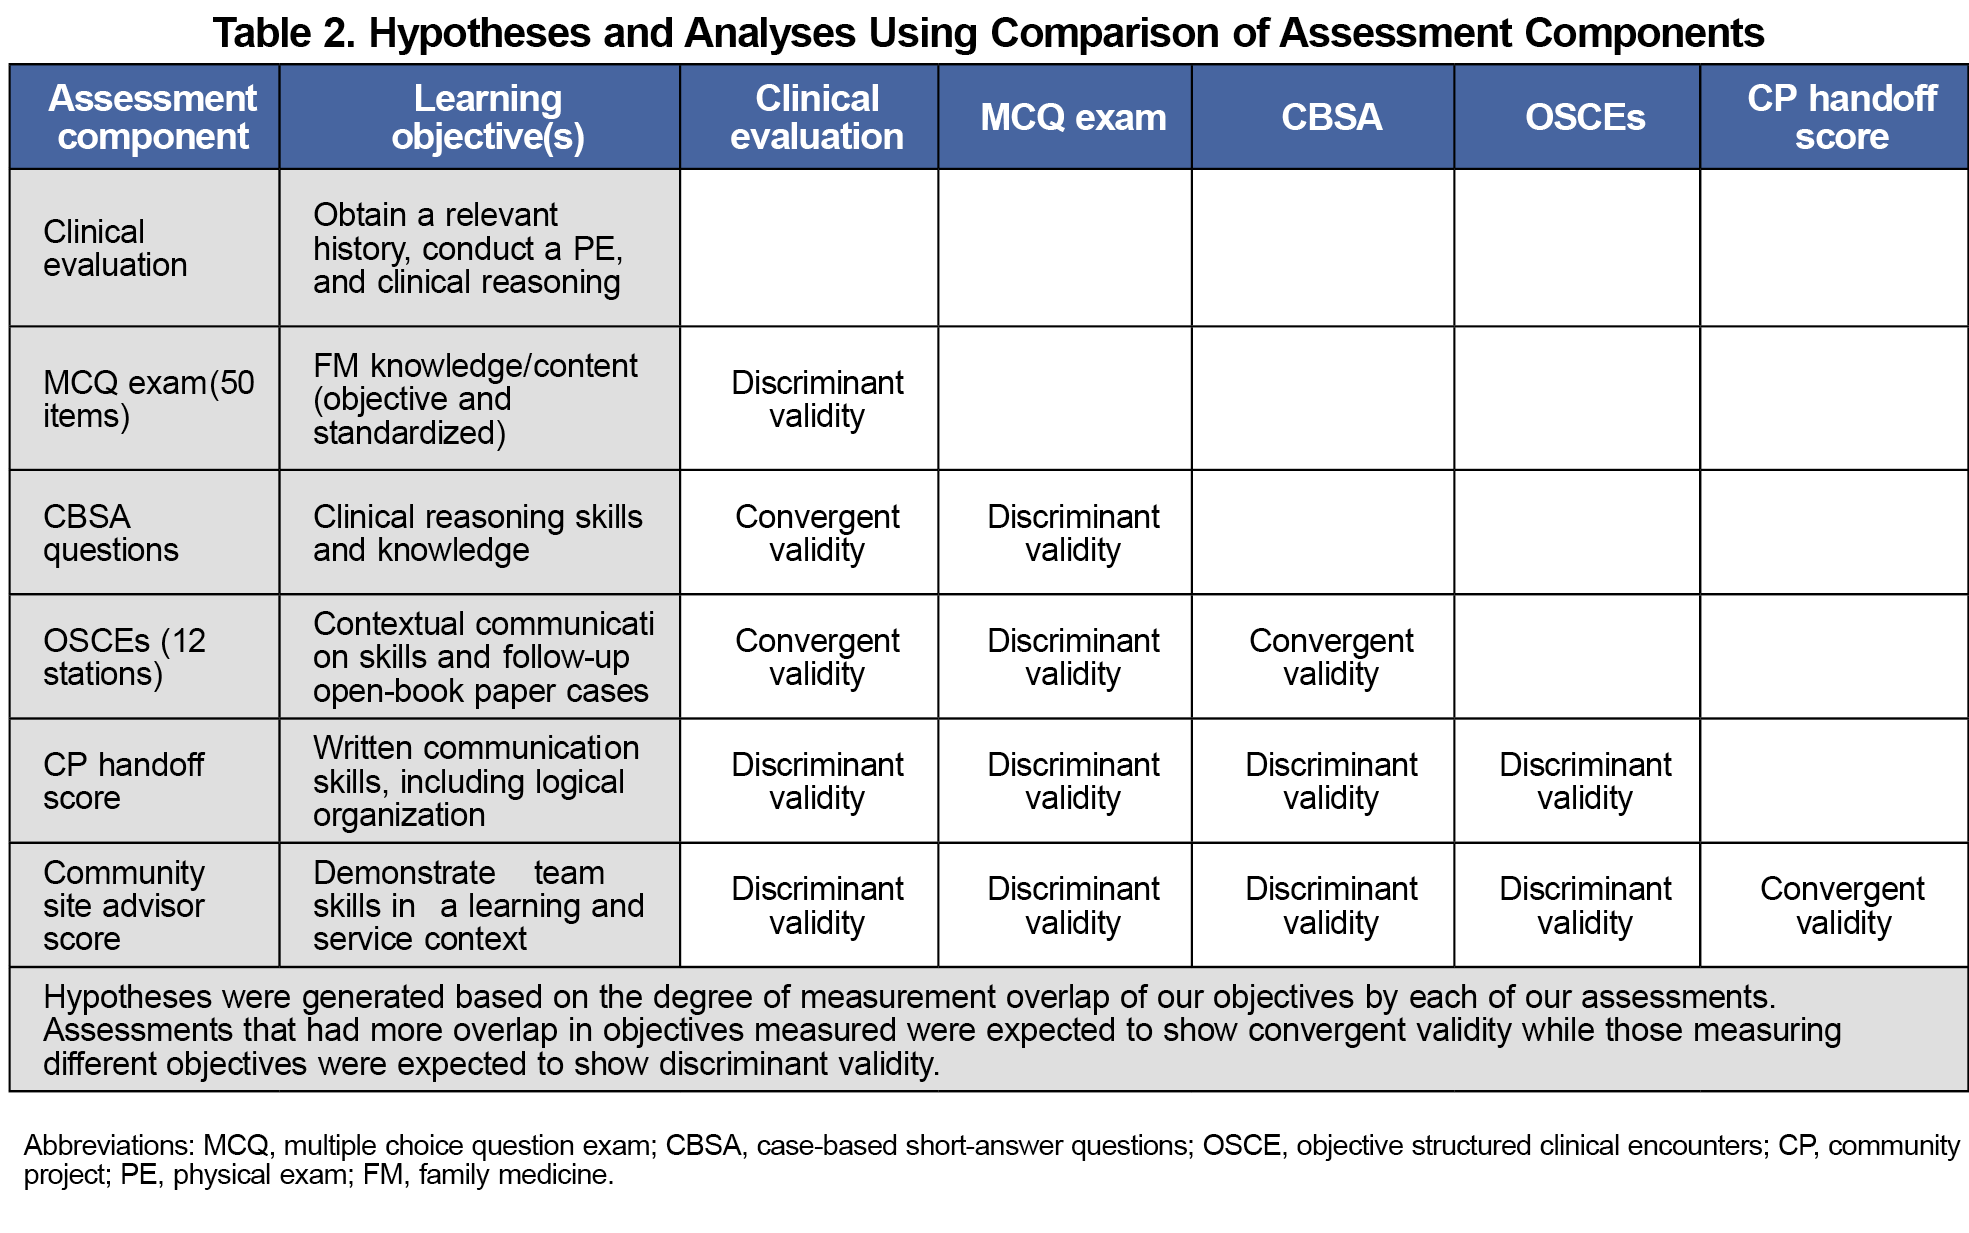 Table 2. Hypotheses and Analyses Using Comparison of Assessment Components
Assessment component
Learning objective(s)
Clinical evaluation
MCQ exam
CBSA
OSCEs
CP handoff score
Clinical
evaluation
Obtain a relevant
history, conduct a PE,
and clinical reasoning
MCQ exam(50
items)
FM knowledge/content
(objective and
standardized)
Discriminant
validity
CBSA
questions
Clinical reasoning skills
and knowledge
Convergent
validity
Discriminant
validity
OSCEs (12
stations)
Contextual communicati
on skills and follow-up
open-book paper cases
Convergent
validity
Discriminant
validity
Convergent
validity
CP handoff
score
Written communication
skills, including logical
organization
Discriminant
validity
Discriminant
validity
Discriminant
validity
Discriminant
validity
Community
site advisor
score
Demonstrate team
skills in a learning and
service context
Discriminant
validity
Discriminant
validity
Discriminant
validity
Discriminant
validity
Convergent
validity
Hypotheses were generated based on the degree of measurement overlap of our objectives by each of our assessments.
Assessments that had more overlap in objectives measured were expected to show convergent validity while those measuring
different objectives were expected to show discriminant validity.
Abbreviations: MCQ, multiple choice question exam; CBSA, case-based short-answer questions; OSCE, objective structured clinical encounters; CP, community
project; PE, physical exam; FM, family medicine.